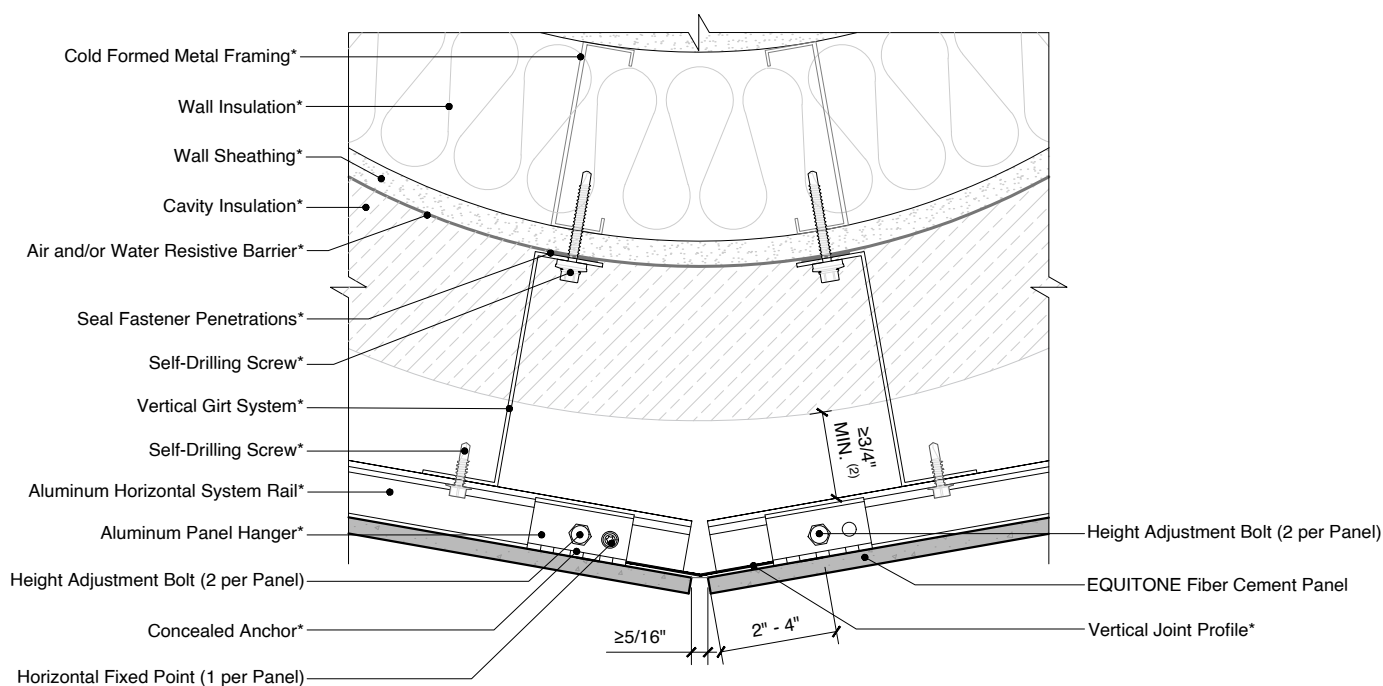 Cold Formed Metal Framing*
Wall Insulation*
Wall Sheathing*
Cavity Insulation*
Air and/or Water Resistive Barrier*
Seal Fastener Penetrations*
Self-Drilling Screw*
Vertical Girt System*
Self-Drilling Screw*
Aluminum Horizontal System Rail*
Aluminum Panel Hanger*
Height Adjustment Bolt (2 per Panel)
Concealed Anchor*
Horizontal Fixed Point (1 per Panel)
≥3/4"
MIN. (2)
≥5/16"
2" - 4"
Height Adjustment Bolt (2 per Panel)
EQUITONE Fiber Cement Panel
Vertical Joint Profile*